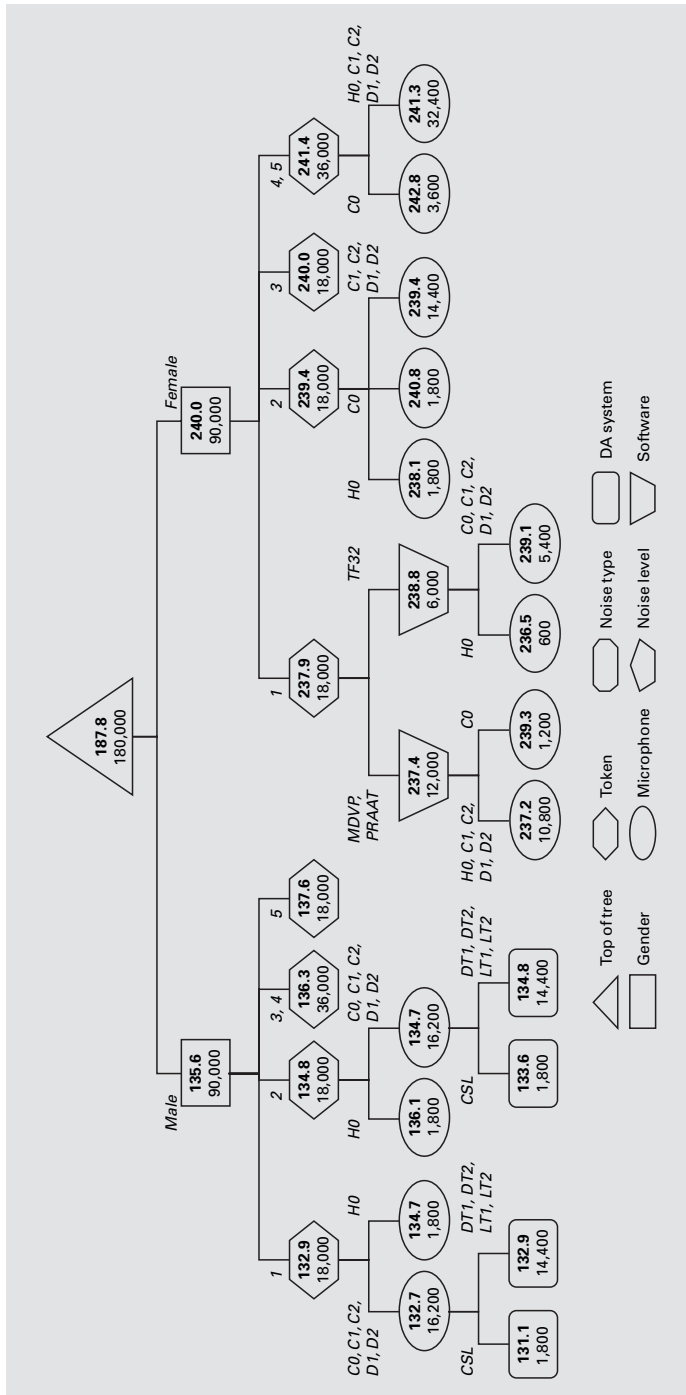 187.8
180,000
Male
135.6
90,000
Female
240.0
90,000
1
132.9
18,000
2
134.8
18,000
3, 4
136.3
36,000
5
137.6
18,000
1
237.9
18,000
2
239.4
18,000
3
240.0
18,000
4, 5
241.4
36,000
C0, C1, C2,
D1, D2
132.7
16,200
H0
134.7
1,800
H0
136.1
1,800
C0, C1, C2,
D1, D2
134.7
16,200
MDVP,
PRAAT
237.4
12,000
TF32
238.8
6,000
H0
238.1
1,800
C0
240.8
1,800
C1, C2,
D1, D2
239.4
14,400
C0
242.8
3,600
H0, C1, C2,
D1, D2
241.3
32,400
CSL
131.1
1,800
DT1, DT2,
LT1, LT2
132.9
14,400
CSL
133.6
1,800
DT1, DT2,
LT1, LT2
134.8
14,400
H0, C1, C2,
D1, D2
237.2
10,800
C0
239.3
1,200
H0
236.5
600
C0, C1, C2,
D1, D2
239.1
5,400
Top of tree
Token
Noise type
DA system
Gender
Microphone
Noise level
Software